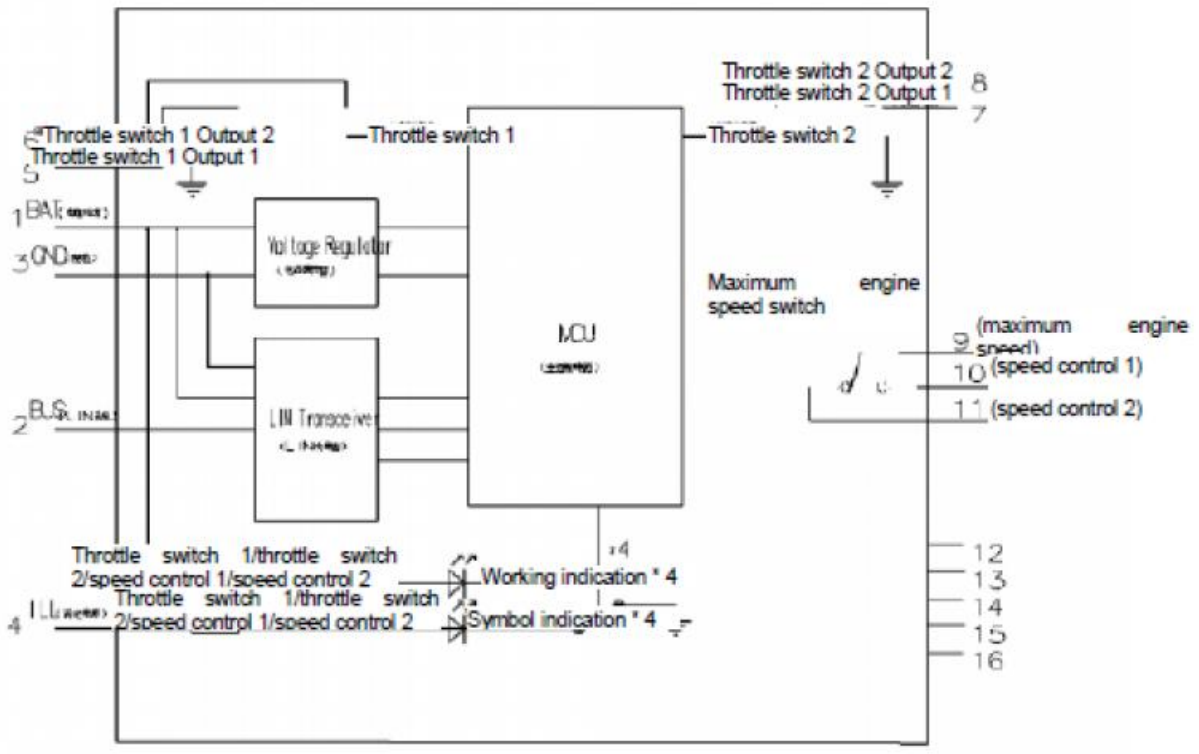 Throttle switch 2 Output 2
8
Throttle switch 2 Output 1
7
Throttle switch 1 Output 2
Throttle switch 1
Throttle switch 2
Throttle switch 1 Output 1
5
1 BAT
Voltage Regulator
3 GND
Maximum engine
speed switch
MCU
9 (maximum engine
speed)
10 (speed control 1)
11 (speed control 2)
2 BUS
LIN Transceiver
*4
12
Throttle switch 1/throttle switch
2/speed control 1/speed control 2
Working indication * 4
13
Throttle switch 1/throttle switch
14
4 ILL
2/speed control 1/speed control 2
Symbol indication * 4
15
16